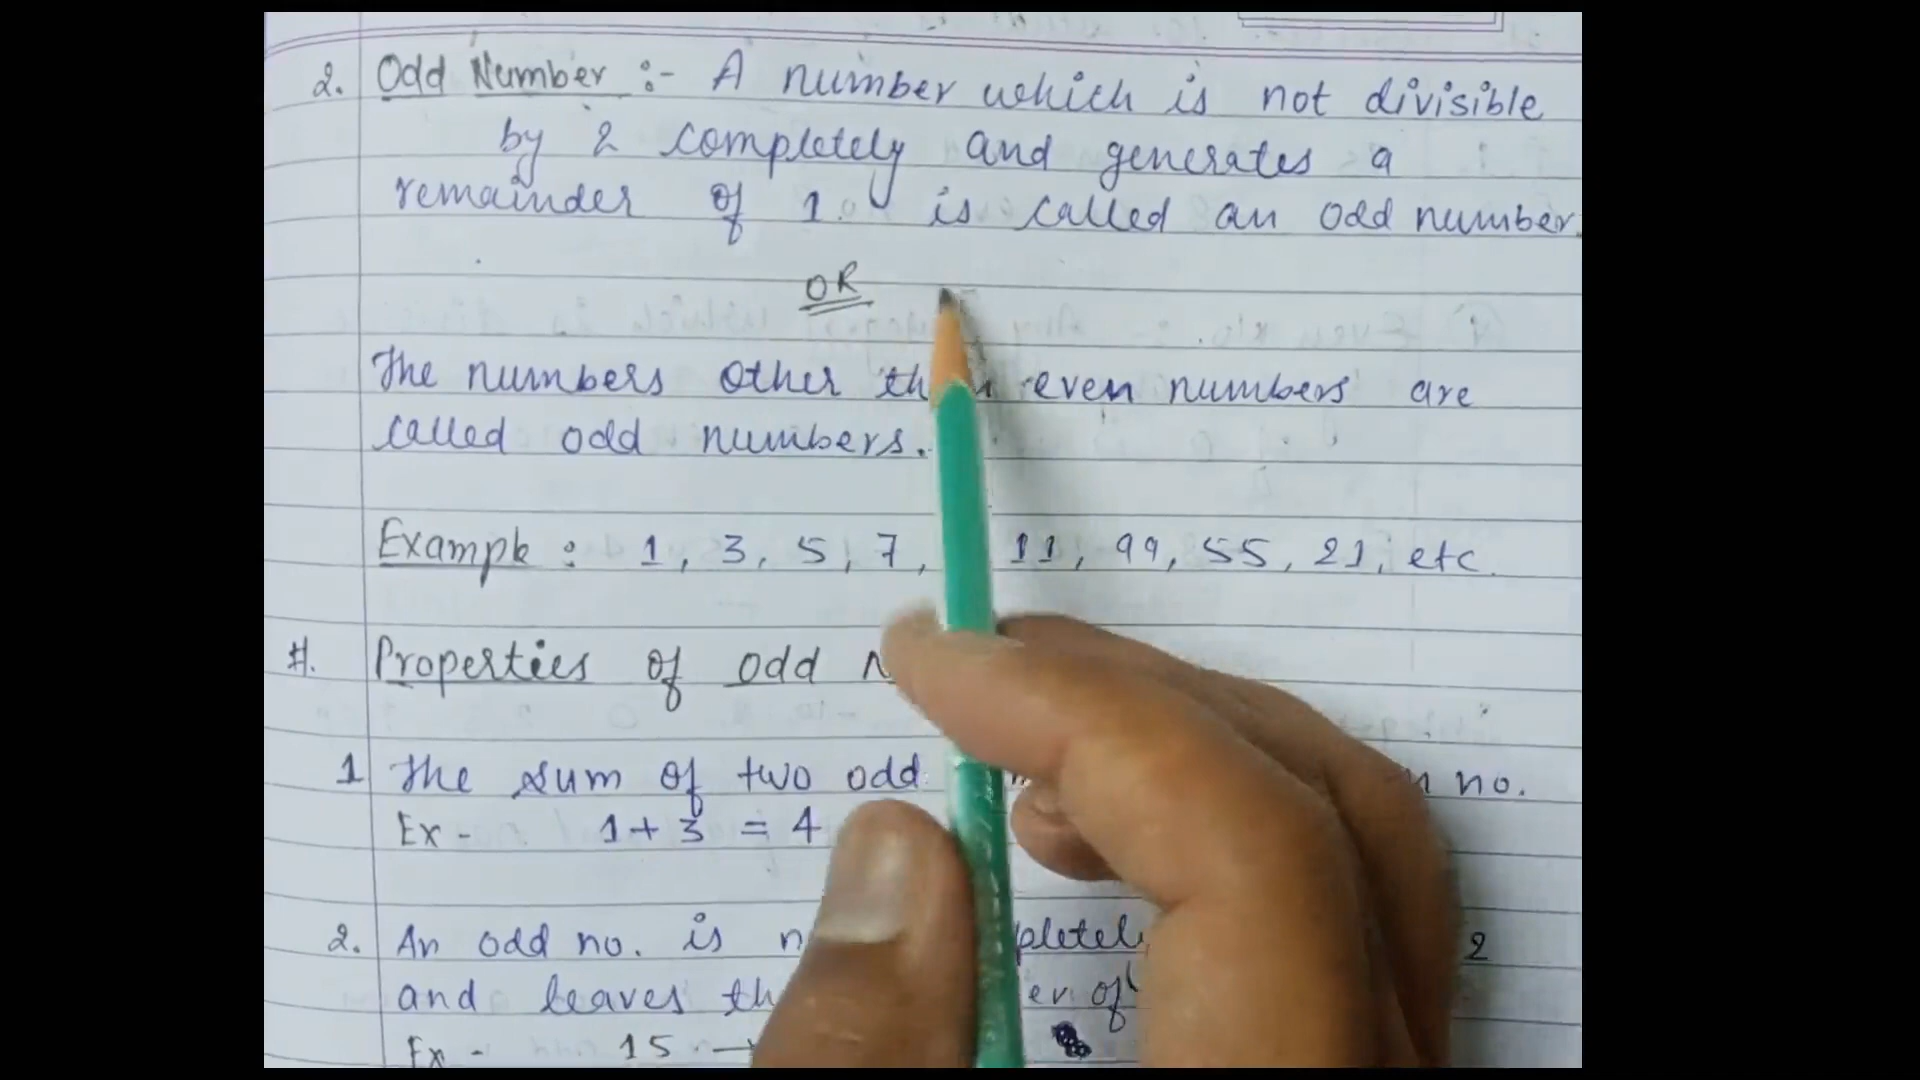 2. Odd Number :- A number which is not divisible
by 2 completely and generates a
remainder of 1. is called an odd number.
OR
The numbers other even numbers are
called odd numbers.
Example : 1, 3, 5, 7, 11, 99, 55, 21, etc.
#. Properties of odd
1 The sum of two odd no.
Ex - 1 + 3 = 4
2. An odd no. is 2
and leaves of
Ex - 15